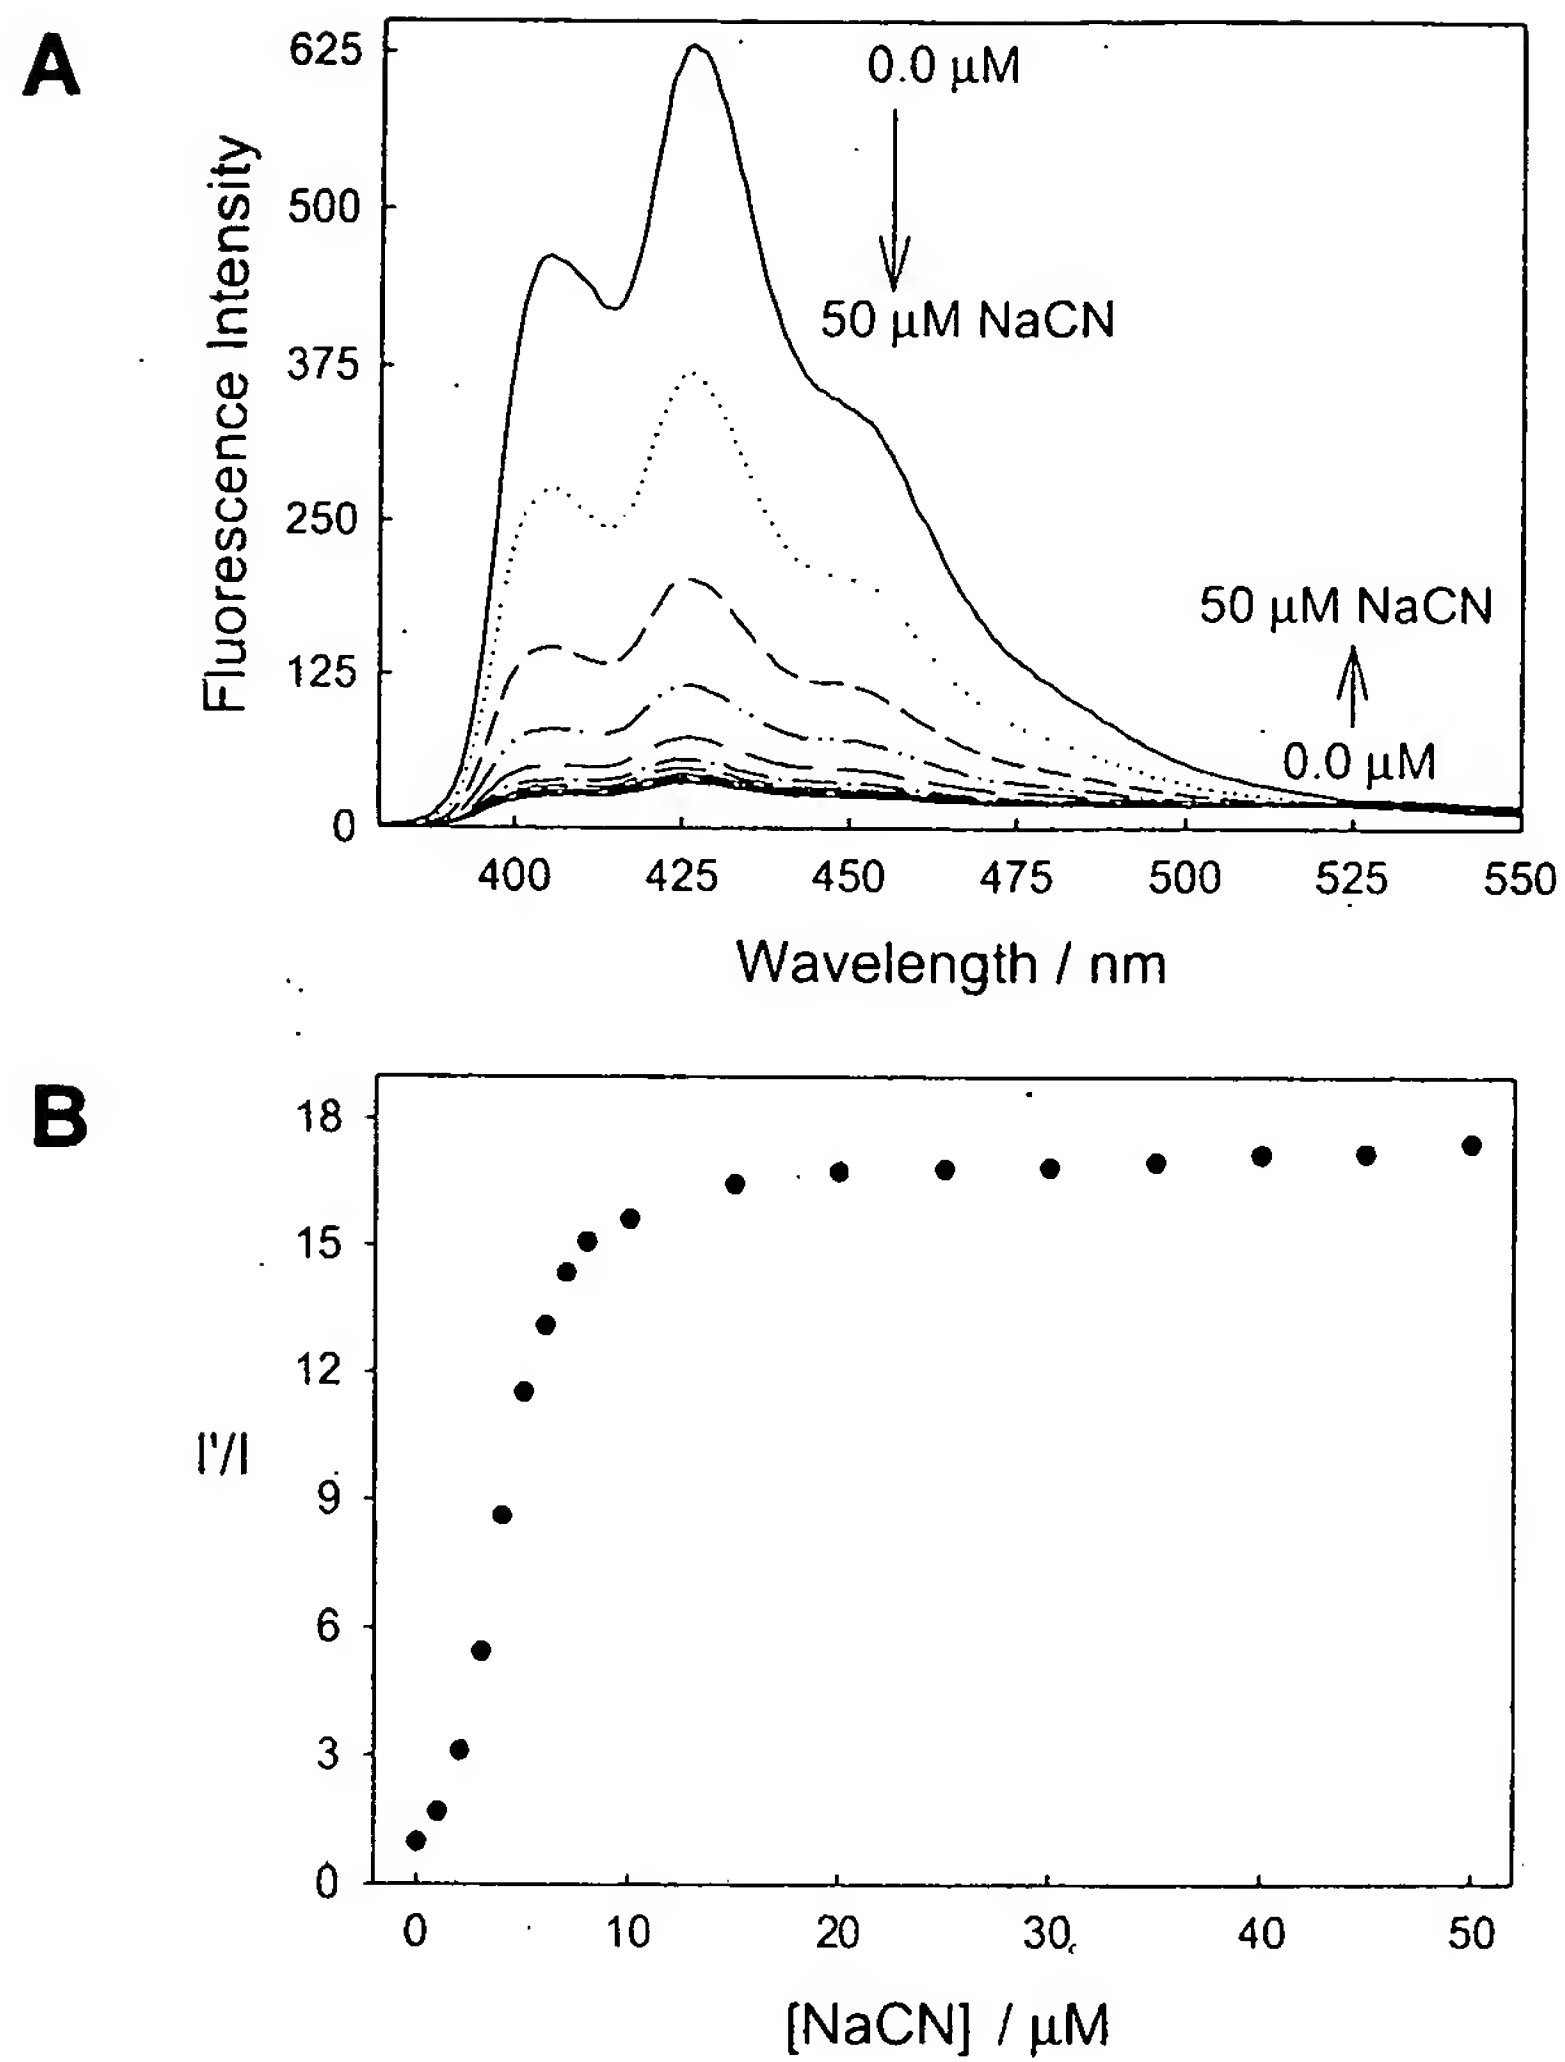 A
625
500
375
250
125
0
Fluorescence Intensity
0.0 μM
50 μM NaCN
50 μM NaCN
0.0 μM
400 425 450 475 500 525 550
Wavelength / nm
B
18
15
12
9
6
3
0
I'/I
0 10 20 30 40 50
[NaCN] / μM